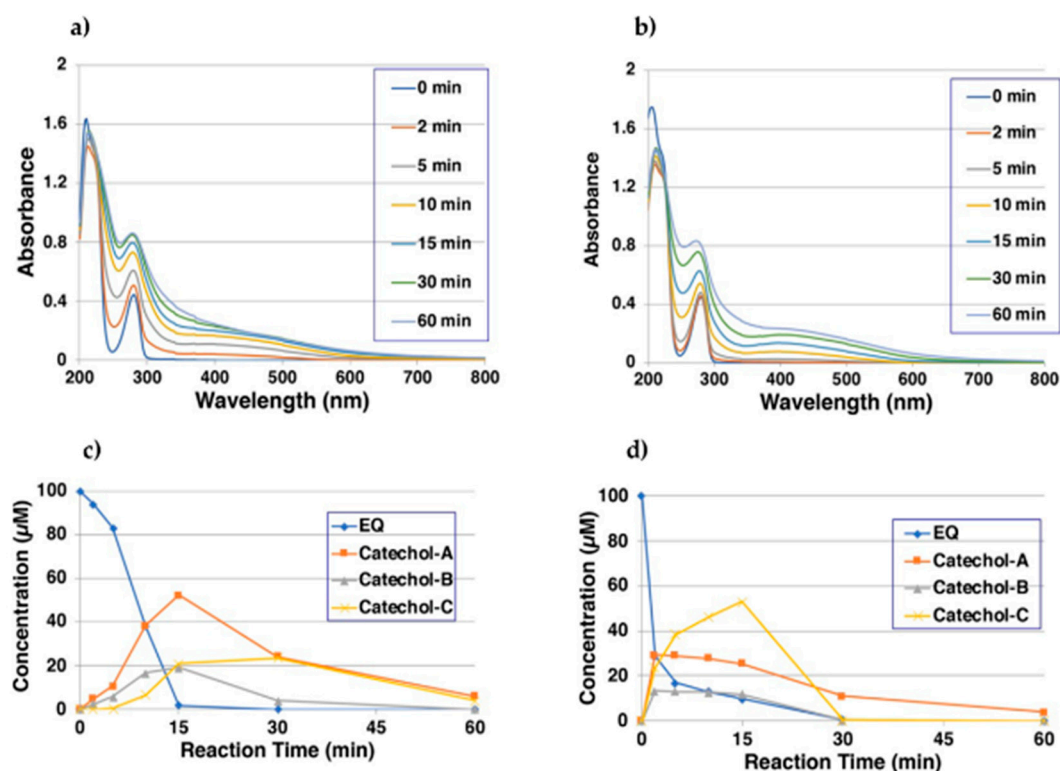 a)
2
1.6
1.2
0.8
0.4
0
Absorbance
200 300 400 500 600 700 800
Wavelength (nm)
0 min
2 min
5 min
10 min
15 min
30 min
60 min
b)
2
1.6
1.2
0.8
0.4
0
Absorbance
200 300 400 500 600 700 800
Wavelength (nm)
0 min
2 min
5 min
10 min
15 min
30 min
60 min
c)
100
80
60
40
20
0
Concentration (µM)
0 15 30 45 60
Reaction Time (min)
EQ
Catechol-A
Catechol-B
Catechol-C
d)
100
80
60
40
20
0
Concentration (µM)
0 15 30 45 60
Reaction Time (min)
EQ
Catechol-A
Catechol-B
Catechol-C